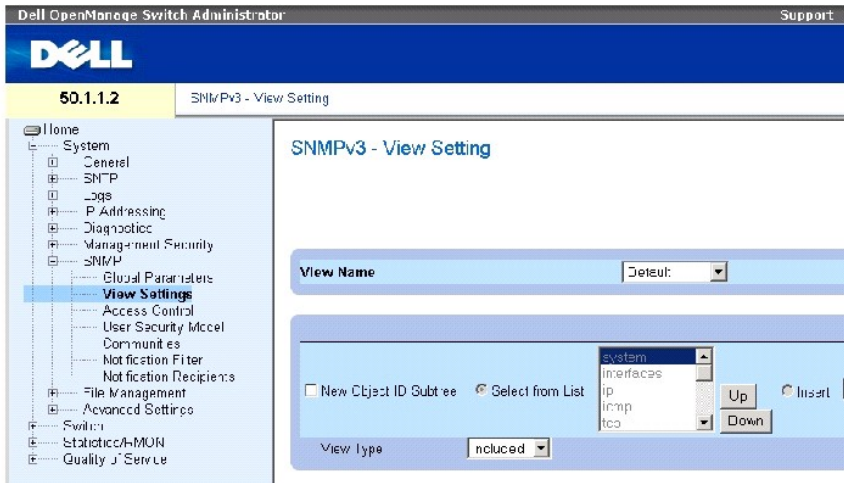 Dell OpenManage Switch Administrator Support
DELL
50.1.1.2 SNMPv3 - View Setting
Home
System
General
SNTP
Logs
IP Addressing
Diagnostics
Management Security
SNMP
Global Parameters
View Settings
Access Control
User Security Model
Communities
Notification Filter
Notification Recipients
File Management
Advanced Settings
Switch
Statistics/RMON
Quality of Service
SNMPv3 - View Setting
View Name Default
New Object ID Subtree Select from List
system
interfaces
ip
icmp
tcp
Up
Down
Insert
View Type Included